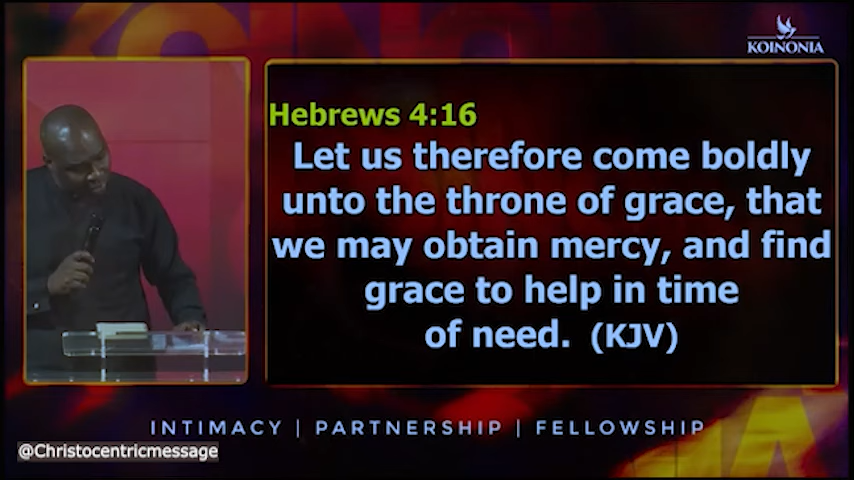 KOINONIA
Hebrews 4:16
Let us therefore come boldly
unto the throne of grace, that
we may obtain mercy, and find
grace to help in time
of need. (KJV)
INTIMACY | PARTNERSHIP | FELLOWSHIP
@Christocentricmessage